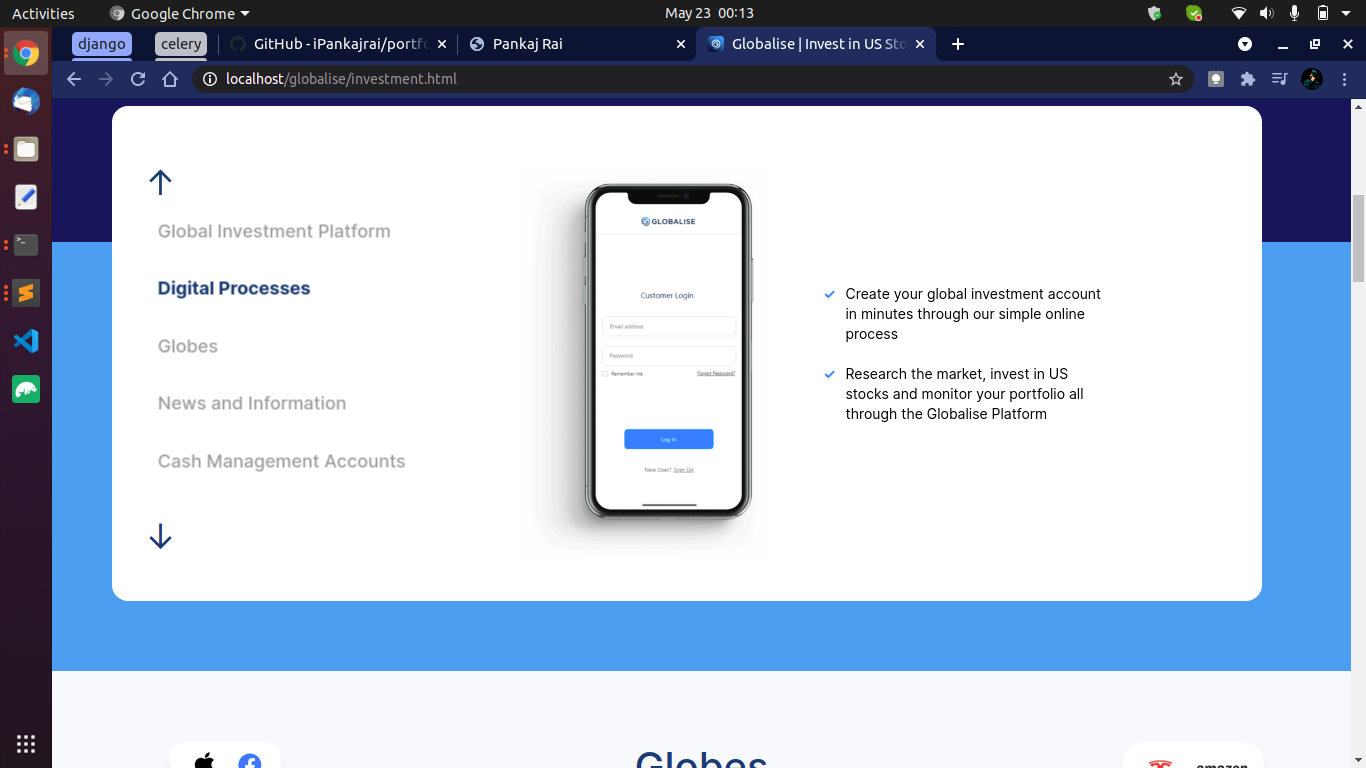 Activities
Google Chrome
May 23 00:13
django
celery
GitHub - iPankajrai/portfo
Pankaj Rai
Globalise | Invest in US Sto
localhost/globalise/investment.html
Global Investment Platform
Digital Processes
Globes
News and Information
Cash Management Accounts
GLOBALISE
Customer Login
Email address
Password
Remember me
Forgot Password?
Log In
New User? Sign Up
Create your global investment account
in minutes through our simple online
process
Research the market, invest in US
stocks and monitor your portfolio all
through the Globalise Platform
Globes
amazon